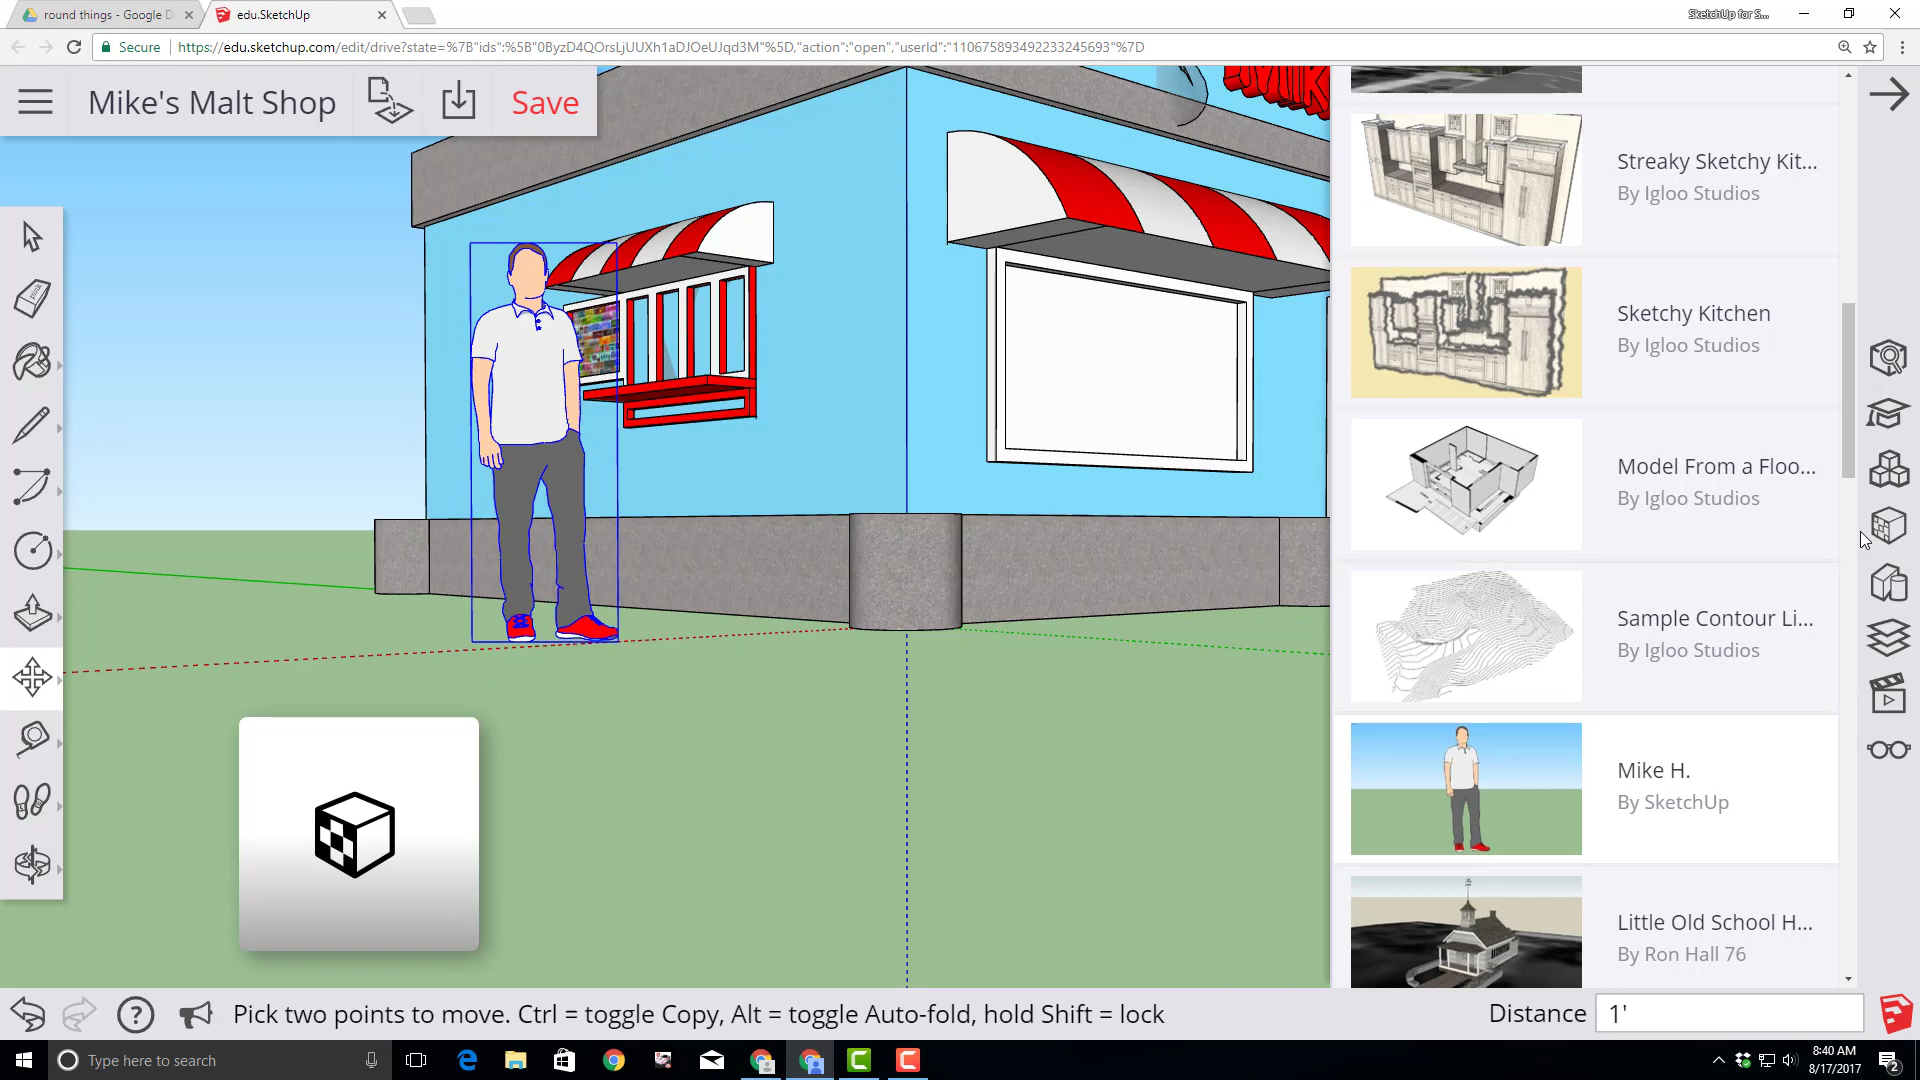 round things - Google D
edu.SketchUp
SketchUp for S...
Secure
https://edu.sketchup.com/edit/drive?state=%7B"ids":%5B"0ByzD4QOrsLjUUXh1aDJOeUJqd3M"%5D,"action":"open","userId":"110675893492233245693"%7D
Mike's Malt Shop
Save
Streaky Sketchy Kit...
By Igloo Studios
Sketchy Kitchen
By Igloo Studios
Model From a Floo...
By Igloo Studios
Sample Contour Li...
By Igloo Studios
Mike H.
By SketchUp
Little Old School H...
By Ron Hall 76
Pick two points to move. Ctrl = toggle Copy, Alt = toggle Auto-fold, hold Shift = lock
Distance
1'
Type here to search
8:40 AM
8/17/2017
2